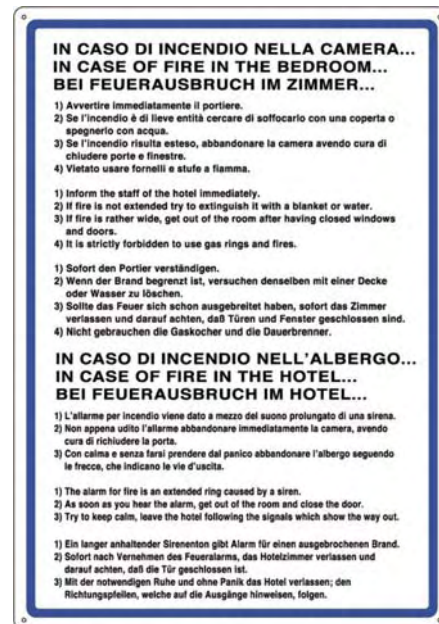 IN CASO DI INCENDIO NELLA CAMERA...
IN CASE OF FIRE IN THE BEDROOM...
BEI FEUERAUSBRUCH IM ZIMMER...
1) Avvertire immediatamente il portiere.
2) Se l'incendio è di lieve entità cercare di soffocarlo con una coperta o
spegnerlo con acqua.
3) Se l'incendio risulta esteso, abbandonare la camera avendo cura di
chiudere porte e finestre.
4) Vietato usare fornelli e stufe a fiamma.
1) Inform the staff of the hotel immediately.
2) If fire is not extended try to extinguish it with a blanket or water.
3) If fire is rather wide, get out of the room after having closed windows
and doors.
4) It is strictly forbidden to use gas rings and fires.
1) Sofort den Portier verständigen.
2) Wenn der Brand begrenzt ist, versuchen denselben mit einer Decke
oder Wasser zu löschen.
3) Sollte das Feuer sich schon ausgebreitet haben, sofort das Zimmer
verlassen und darauf achten, daß Türen und Fenster geschlossen sind.
4) Nicht gebrauchen die Gaskocher und die Dauerbrenner.
IN CASO DI INCENDIO NELL'ALBERGO...
IN CASE OF FIRE IN THE HOTEL...
BEI FEUERAUSBRUCH IM HOTEL...
1) L'allarme per incendio viene dato a mezzo del suono prolungato di una sirena.
2) Non appena udito l'allarme abbandonare immediatamente la camera, avendo
cura di richiudere la porta.
3) Con calma e senza farsi prendere dal panico abbandonare l'albergo seguendo
le frecce, che indicano le vie d'uscita.
1) The alarm for fire is an extended ring caused by a siren.
2) As soon as you hear the alarm, get out of the room and close the door.
3) Try to keep calm, leave the hotel following the signals which show the way out.
1) Ein langer anhaltender Sirenenton gibt Alarm für einen ausgebrochenen Brand.
2) Sofort nach Vernehmen des Feueralarms, das Hotelzimmer verlassen und
darauf achten, daß die Tür geschlossen ist.
3) Mit der notwendigen Ruhe und ohne Panik das Hotel verlassen; den
Richtungspfeilen, welche auf die Ausgänge hinweisen, folgen.